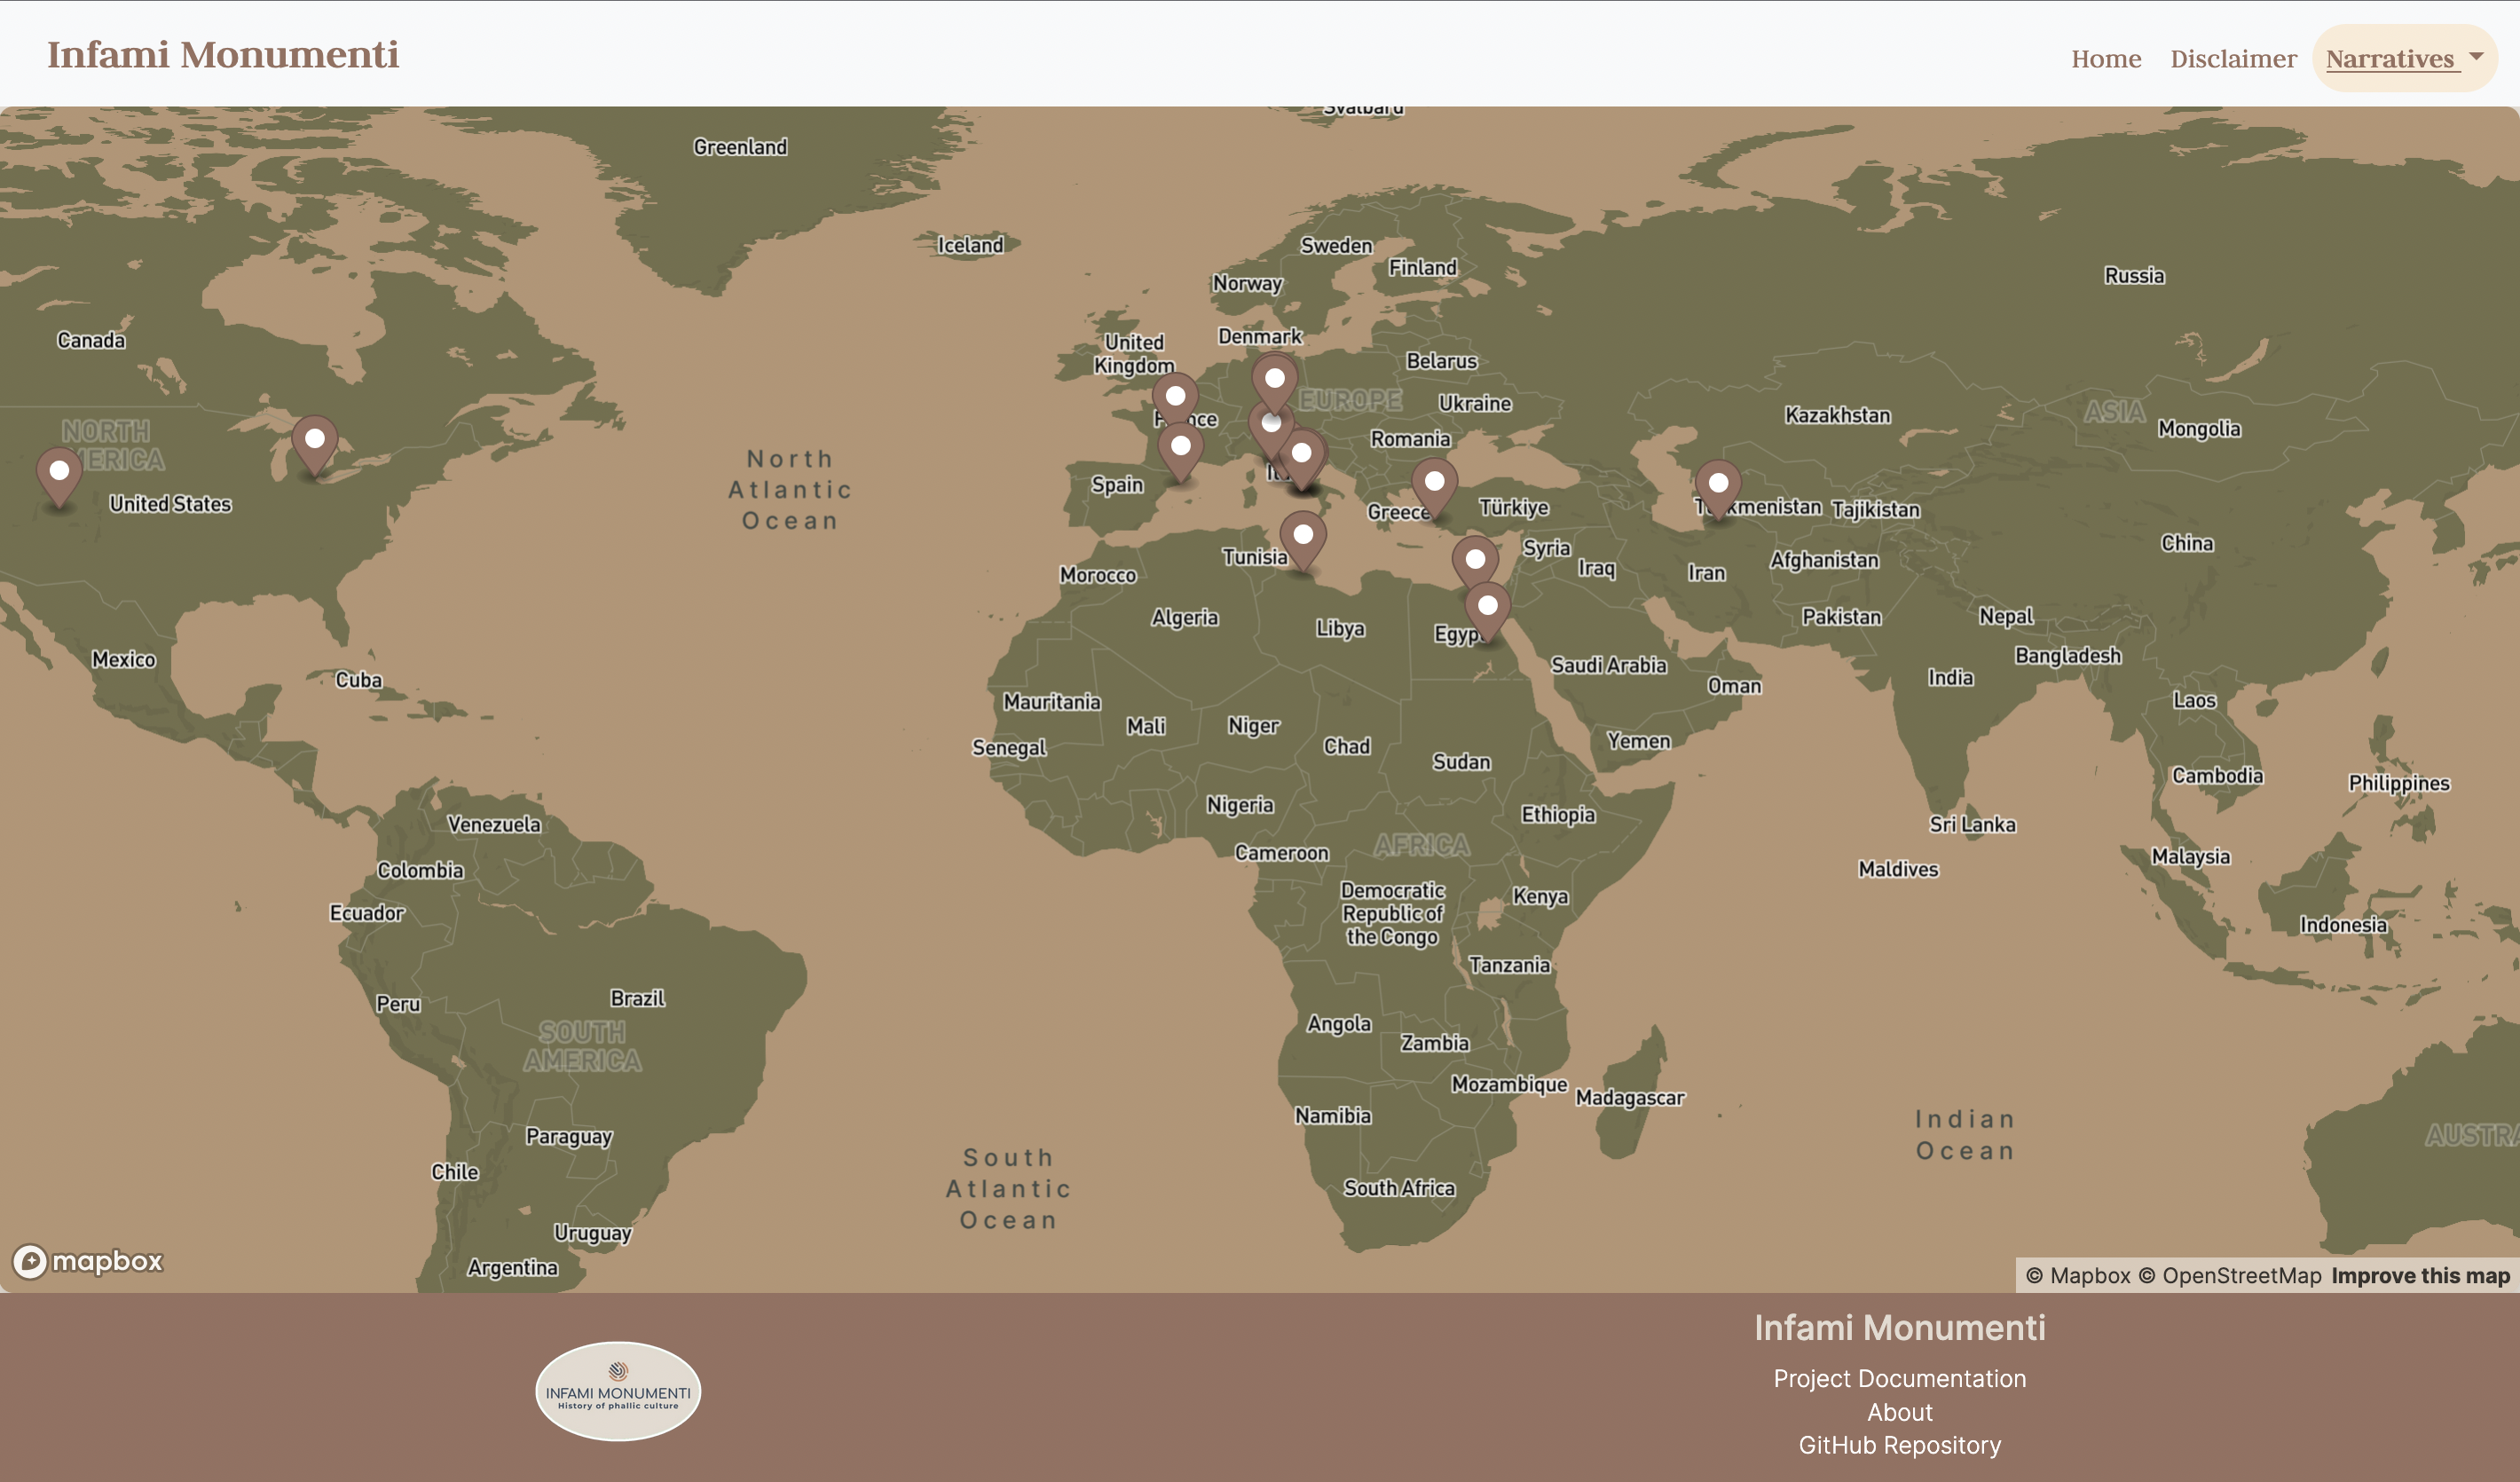 Infami Monumenti
Home Disclaimer Narratives
Svalbard
Greenland
Iceland
Sweden
Finland
Norway
Russia
Canada
United
Kingdom
Denmark
Belarus
EUROPE
Ukraine
Kazakhstan
ASIA
Mongolia
NORTH
Romania
North
Atlantic
Ocean
Spain
United States
Greece
Türkiye
Tajikistan
China
Tunisia
Syria
Iraq
Iran
Afghanistan
Morocco
Algeria
Libya
Pakistan
Nepal
Mexico
Cuba
Saudi Arabia
Bangladesh
India
Oman
Laos
Mauritania
Mali
Niger
Chad
Senegal
Sudan
Yemen
Cambodia
Philippines
Nigeria
Ethiopia
Venezuela
Sri Lanka
AFRICA
Cameroon
Malaysia
Colombia
Maldives
Democratic
Republic of
the Congo
Kenya
Ecuador
Indonesia
Tanzania
Peru
Brazil
Angola
Zambia
SOUTH
AMERICA
Mozambique
Madagascar
Namibia
Indian
Ocean
AUSTRA
Paraguay
Chile
South
Atlantic
Ocean
South Africa
Uruguay
Argentina
mapbox
© Mapbox © OpenStreetMap Improve this map
INFAMI MONUMENTI
History of phallic culture
Infami Monumenti
Project Documentation
About
GitHub Repository